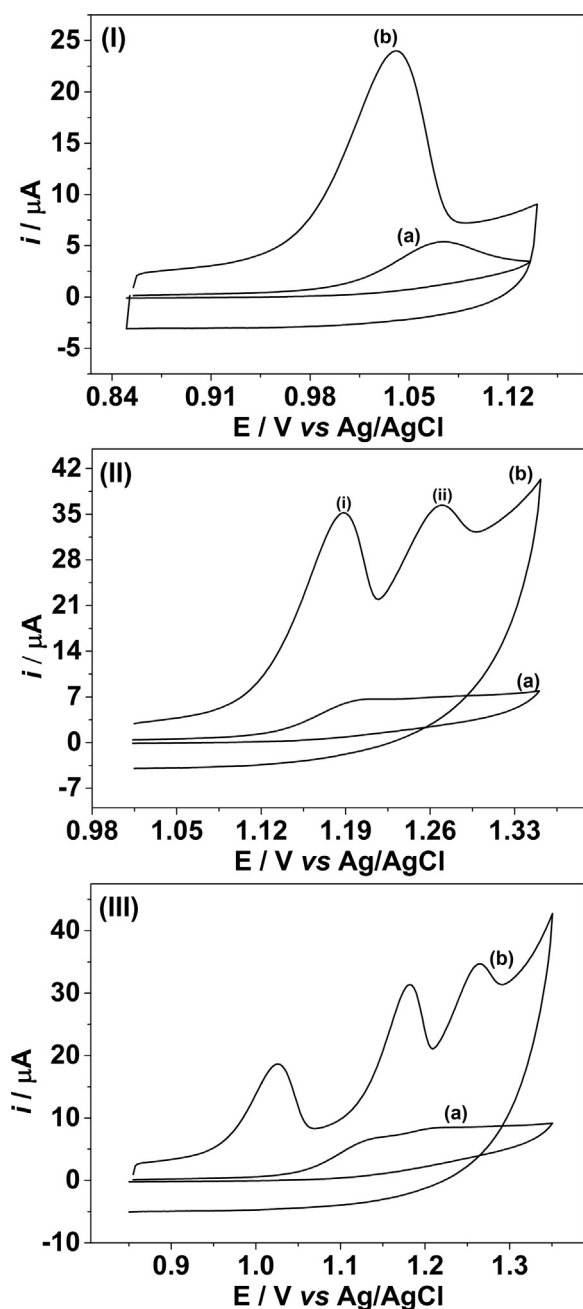 (I)
(b)
(a)
25
20
15
10
5
0
-5
i / μA
0.84 0.91 0.98 1.05 1.12
E / V vs Ag/AgCl
(II)
(b)
(i)
(ii)
(a)
42
35
28
21
14
7
0
-7
i / μA
0.98 1.05 1.12 1.19 1.26 1.33
E / V vs Ag/AgCl
(III)
(b)
(a)
40
30
20
10
0
-10
i / μA
0.9 1.0 1.1 1.2 1.3
E / V vs Ag/AgCl